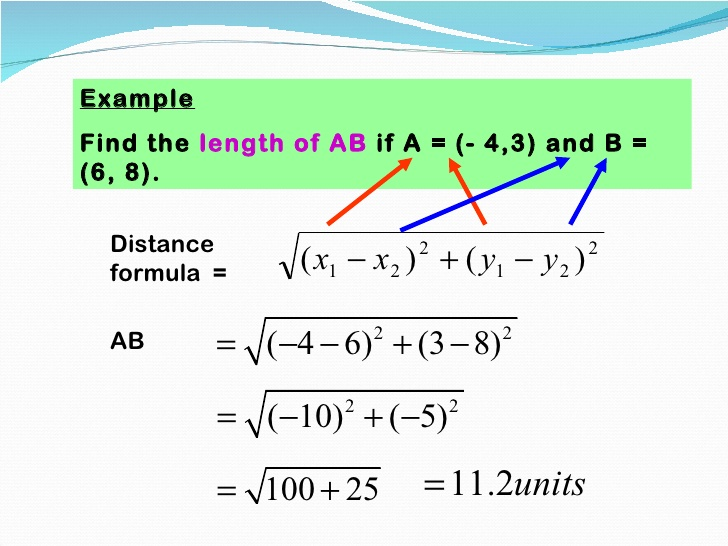 Example
Find the length of AB if A = (- 4,3) and B =
(6, 8).
Distance
formula =
√((x₁ − x₂)² + (y₁ − y₂)²)
AB
= √((−4 − 6)² + (3 − 8)²)
= √((−10)² + (−5)²)
= √(100 + 25) = 11.2units